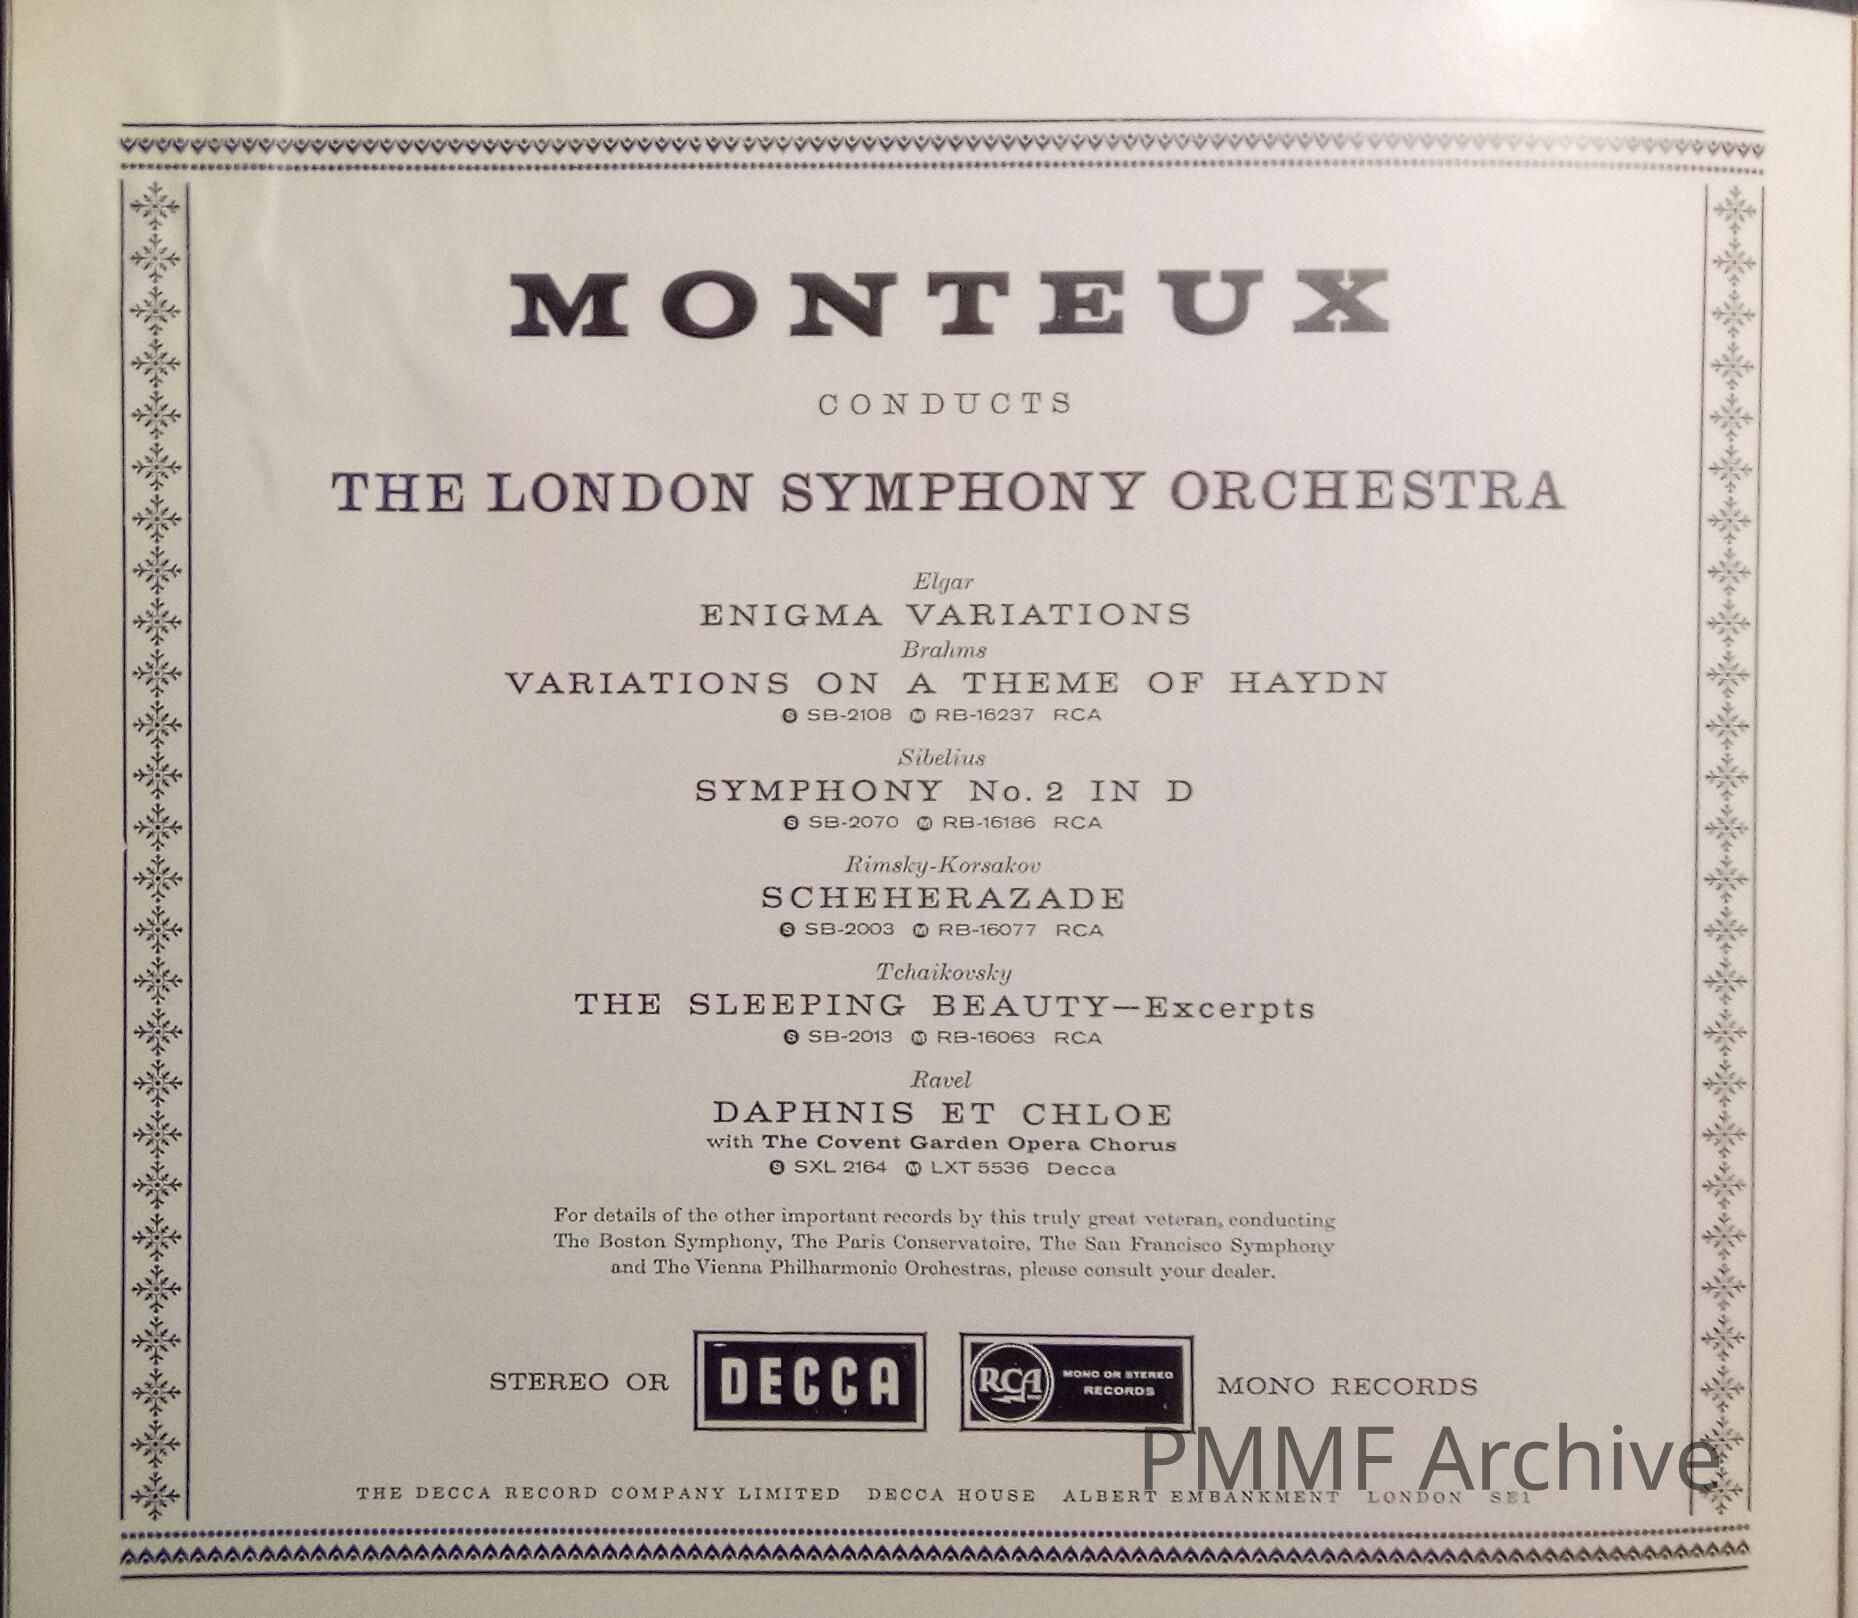 MONTEUX
CONDUCTS
THE LONDON SYMPHONY ORCHESTRA
Elgar
ENIGMA VARIATIONS
Brahms
VARIATIONS ON A THEME OF HAYDN
S SB-2108 M RB-16237 RCA
Sibelius
SYMPHONY No. 2 IN D
S SB-2070 M RB-16186 RCA
Rimsky-Korsakov
SCHEHERAZADE
S SB-2003 M RB-16077 RCA
Tchaikovsky
THE SLEEPING BEAUTY—Excerpts
S SB-2013 M RB-16063 RCA
Ravel
DAPHNIS ET CHLOE
with The Covent Garden Opera Chorus
S SXL 2164 M LXT 5536 Decca
For details of the other important records by this truly great veteran, conducting
The Boston Symphony, The Paris Conservatoire, The San Francisco Symphony
and The Vienna Philharmonic Orchestras, please consult your dealer.
STEREO OR DECCA RCA MONO OR STEREO RECORDS MONO RECORDS
PMMF Archive
THE DECCA RECORD COMPANY LIMITED DECCA HOUSE ALBERT EMBANKMENT LONDON SE1